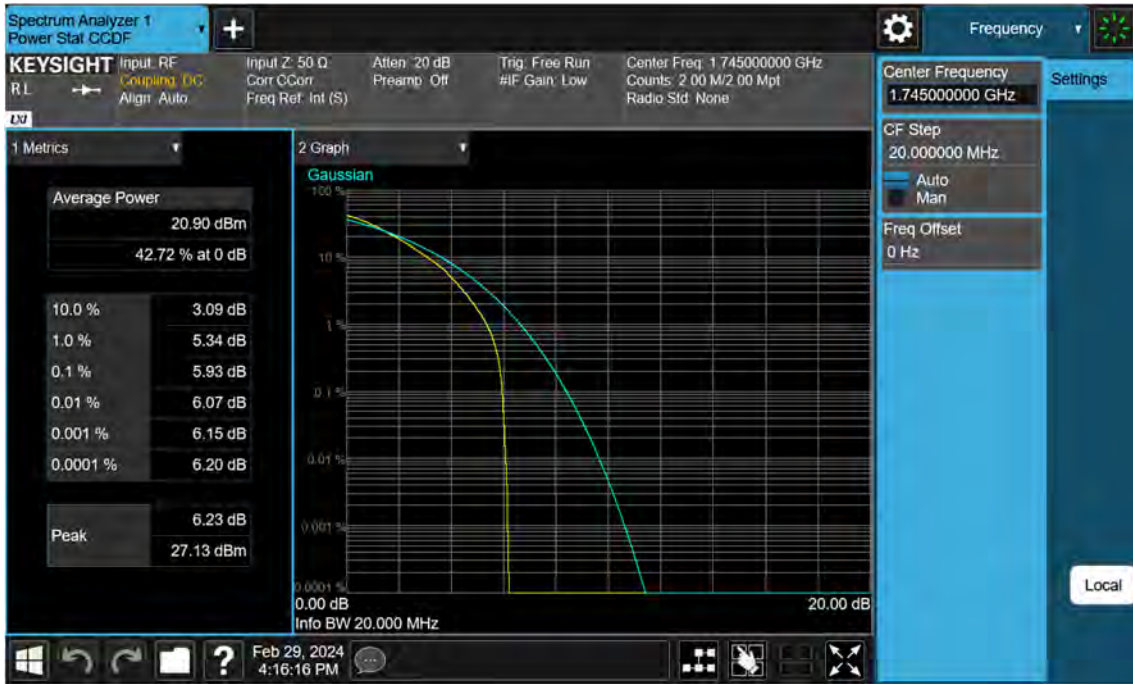 Spectrum Analyzer 1
Power Stat CCDF
Frequency
KEYSIGHT
R L
LXI
Input: RF
Coupling: DC
Align: Auto
Input Z: 50 Ω
Corr CCorr
Freq Ref: Int (S)
Atten: 20 dB
Preamp: Off
Trig: Free Run
#IF Gain: Low
Center Freq: 1.745000000 GHz
Counts: 2.00 M/2.00 Mpt
Radio Std: None
Center Frequency
1.745000000 GHz
Settings
CF Step
20.000000 MHz
Auto
Man
Freq Offset
0 Hz
1 Metrics
Average Power
20.90 dBm
42.72 % at 0 dB
10.0 % 3.09 dB
1.0 % 5.34 dB
0.1 % 5.93 dB
0.01 % 6.07 dB
0.001 % 6.15 dB
0.0001 % 6.20 dB
Peak
6.23 dB
27.13 dBm
2 Graph
Gaussian
100 %
10 %
1 %
0.1 %
0.01 %
0.001 %
0.0001 %
0.00 dB 20.00 dB
Info BW 20.000 MHz
Local
?
Feb 29, 2024
4:16:16 PM